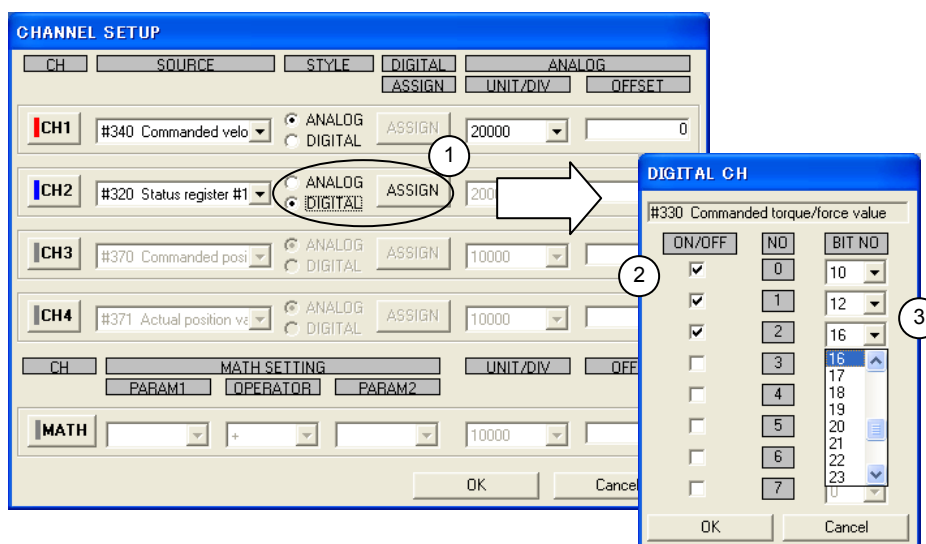 CHANNEL SETUP
CH SOURCE STYLE DIGITAL ANALOG
ASSIGN UNIT/DIV OFFSET
CH1 #340 Commanded velo ANALOG DIGITAL ASSIGN 20000 0
1
CH2 #320 Status register #1 ANALOG DIGITAL ASSIGN
CH3 #370 Commanded posi ANALOG DIGITAL ASSIGN 10000
CH4 #371 Actual position va ANALOG DIGITAL ASSIGN 10000
CH MATH SETTING UNIT/DIV OFF
PARAM1 OPERATOR PARAM2
MATH + 10000
OK Cancel
DIGITAL CH
#330 Commanded torque/force value
ON/OFF NO BIT NO
2
0 10
1 12
3
2 16
3 16
17
4 18
19
5 20
21
6 22
23
7 0
OK Cancel